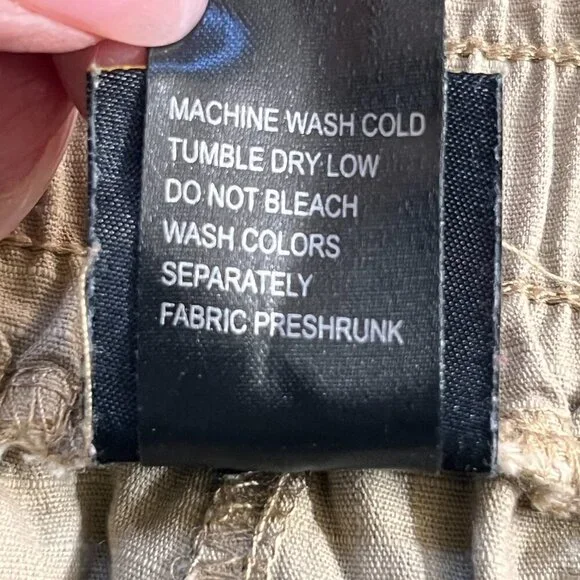 MACHINE WASH COLD
TUMBLE DRY LOW
DO NOT BLEACH
WASH COLORS
SEPARATELY
FABRIC PRESHRUNK